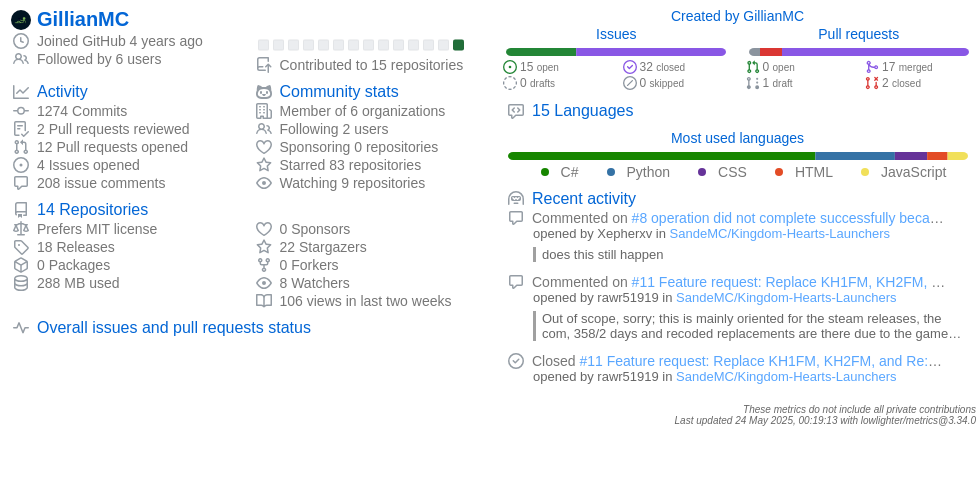 GillianMC
Joined GitHub 4 years ago
Followed by 6 users
Contributed to 15 repositories
Activity
1274 Commits
2 Pull requests reviewed
12 Pull requests opened
4 Issues opened
208 issue comments
Community stats
Member of 6 organizations
Following 2 users
Sponsoring 0 repositories
Starred 83 repositories
Watching 9 repositories
14 Repositories
Prefers MIT license
18 Releases
0 Packages
288 MB used
0 Sponsors
22 Stargazers
0 Forkers
8 Watchers
106 views in last two weeks
Overall issues and pull requests status
Created by GillianMC
Issues
15 open
32 closed
0 drafts
0 skipped
Pull requests
0 open
17 merged
1 draft
2 closed
15 Languages
Most used languages
C# Python CSS HTML JavaScript
Recent activity
Commented on #8 operation did not complete successfully beca…
opened by Xepherxv in SandeMC/Kingdom-Hearts-Launchers
does this still happen
Commented on #11 Feature request: Replace KH1FM, KH2FM, …
opened by rawr51919 in SandeMC/Kingdom-Hearts-Launchers
Out of scope, sorry; this is mainly oriented for the steam releases, the
com, 358/2 days and recoded replacements are there due to the game…
Closed #11 Feature request: Replace KH1FM, KH2FM, and Re:…
opened by rawr51919 in SandeMC/Kingdom-Hearts-Launchers
These metrics do not include all private contributions
Last updated 24 May 2025, 00:19:13 with lowlighter/metrics@3.34.0